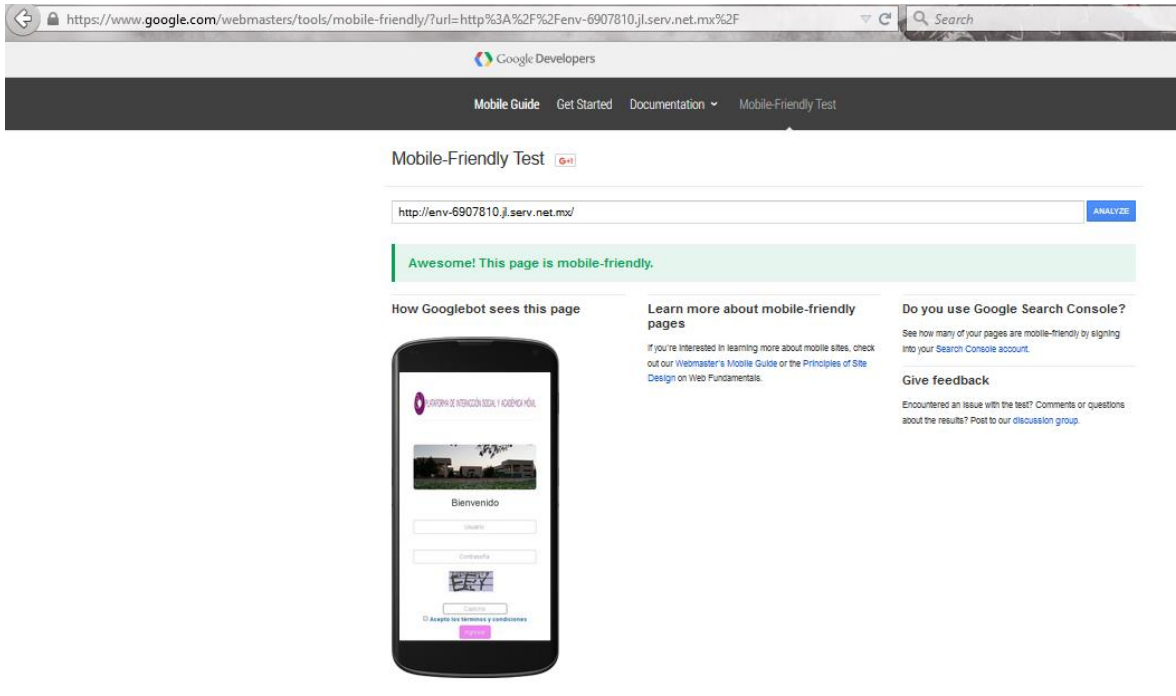 https://www.google.com/webmasters/tools/mobile-friendly/?url=http%3A%2F%2Fenv-6907810.jl.serv.net.mx%2F
Search
Google Developers
Mobile Guide Get Started Documentation Mobile-Friendly Test
Mobile-Friendly Test G+1
http://env-6907810.jl.serv.net.mx/
ANALYZE
Awesome! This page is mobile-friendly.
How Googlebot sees this page
PLATAFORMA DE INTERACCIÓN SOCIAL Y ACADÉMICA MÓVIL
Bienvenido
Usuario
Contraseña
Captcha
Acepto los términos y condiciones
Ingresar
Learn more about mobile-friendly
pages
If you're interested in learning more about mobile sites, check
out our Webmaster's Mobile Guide or the Principles of Site
Design on Web Fundamentals.
Do you use Google Search Console?
See how many of your pages are mobile-friendly by signing
into your Search Console account.
Give feedback
Encountered an issue with the test? Comments or questions
about the results? Post to our discussion group.